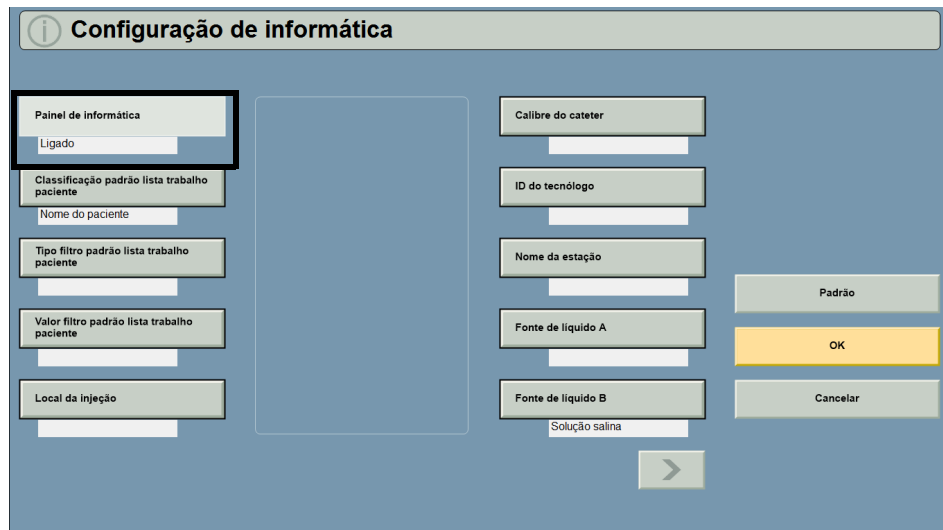 Configuração de informática
Painel de informática
Ligado
Classificação padrão lista trabalho
paciente
Nome do paciente
Tipo filtro padrão lista trabalho
paciente
Valor filtro padrão lista trabalho
paciente
Local da injeção
Calibre do cateter
ID do tecnólogo
Nome da estação
Fonte de líquido A
Fonte de líquido B
Solução salina
Padrão
OK
Cancelar